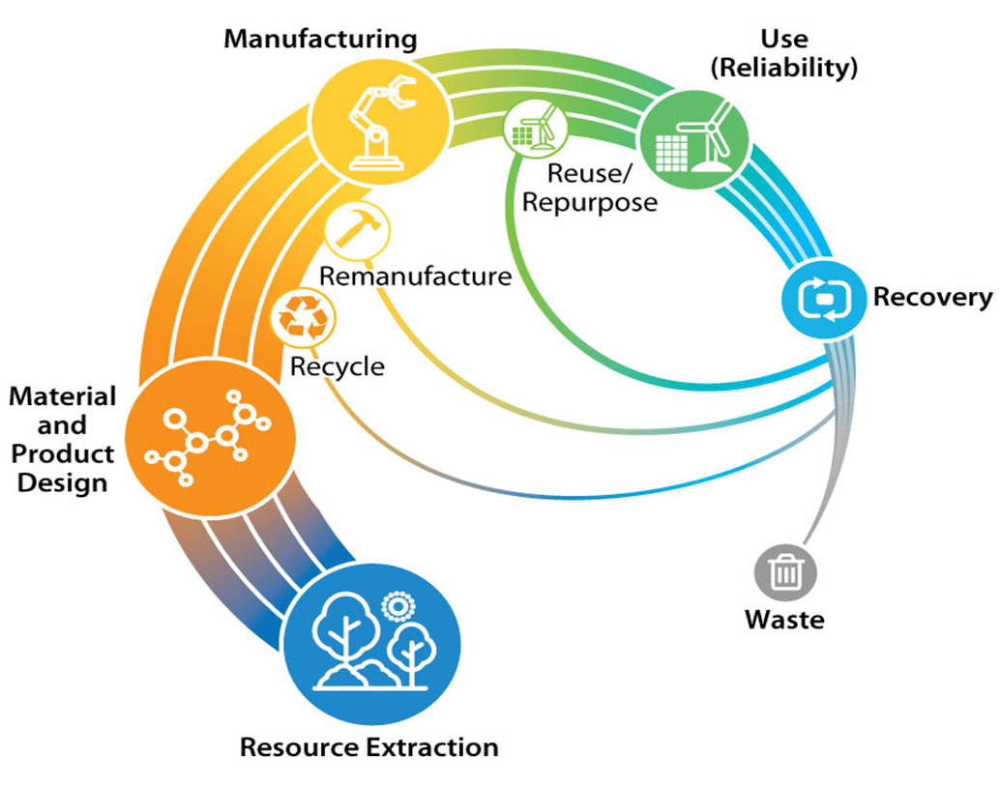 Manufacturing
Use
(Reliability)
Reuse/
Repurpose
Remanufacture
Recovery
Recycle
Material
and
Product
Design
Waste
Resource Extraction